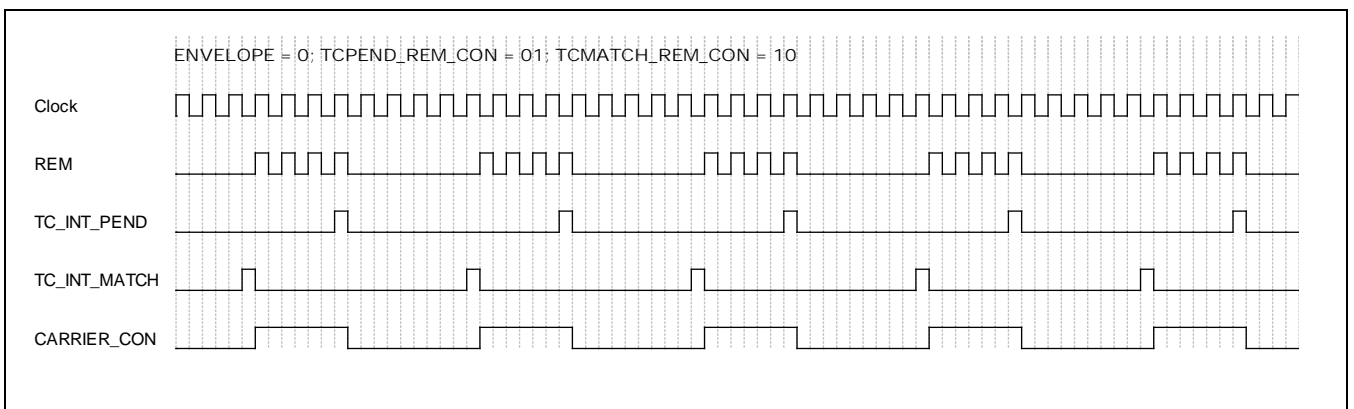 ENVELOPE = 0; TCPEND_REM_CON = 01; TCMATCH_REM_CON = 10
Clock
REM
TC_INT_PEND
TC_INT_MATCH
CARRIER_CON